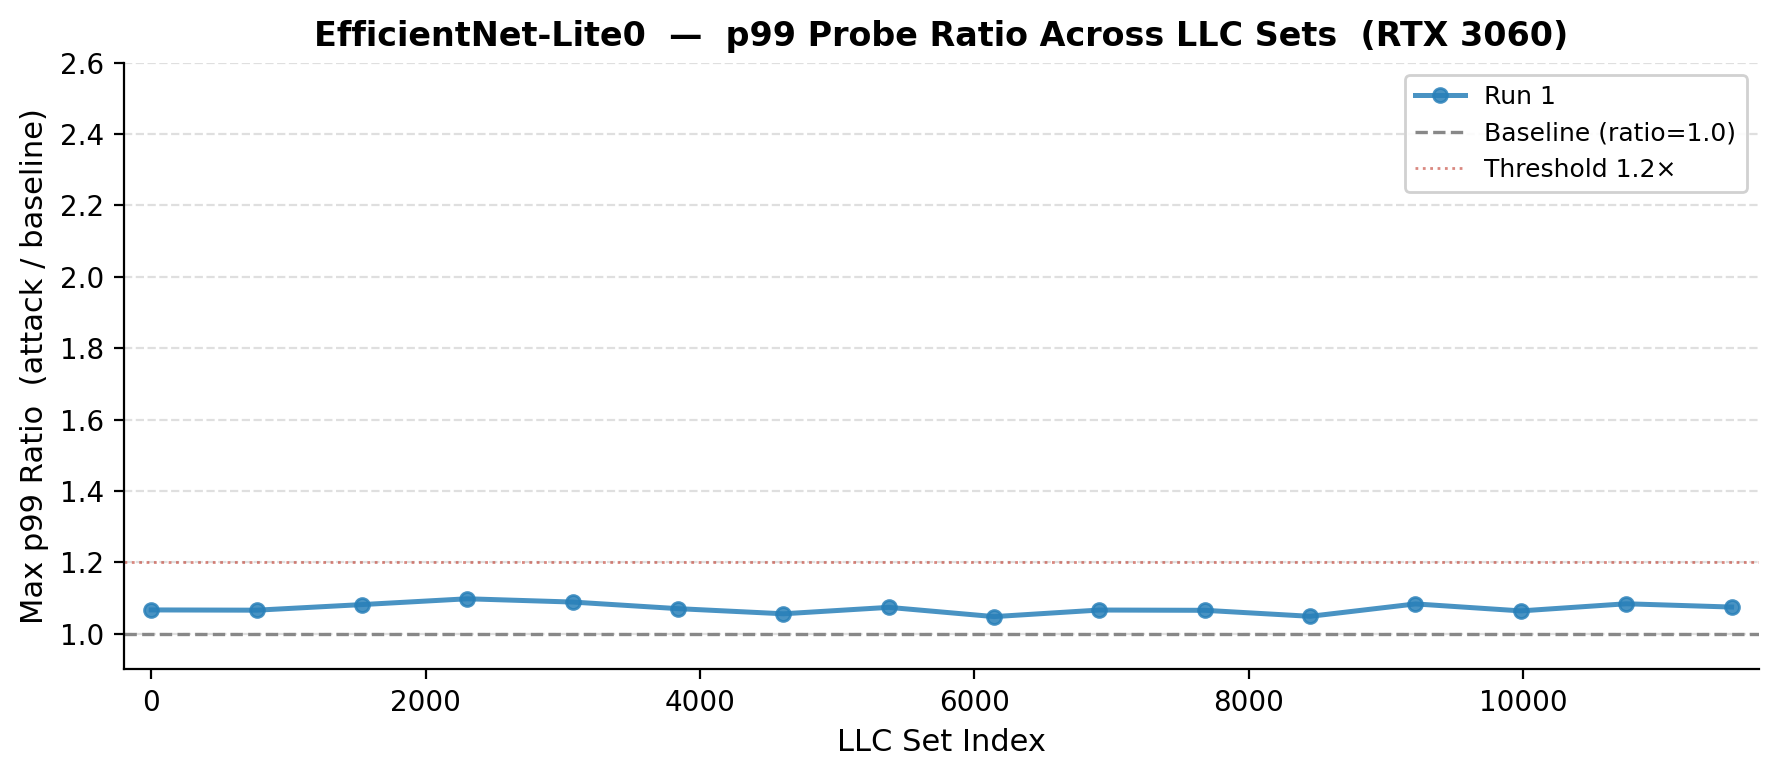 EfficientNet-Lite0 — p99 Probe Ratio Across LLC Sets (RTX 3060)
Max p99 Ratio (attack / baseline)
2.6
2.4
2.2
2.0
1.8
1.6
1.4
1.2
1.0
Run 1
Baseline (ratio=1.0)
Threshold 1.2×
0 2000 4000 6000 8000 10000
LLC Set Index